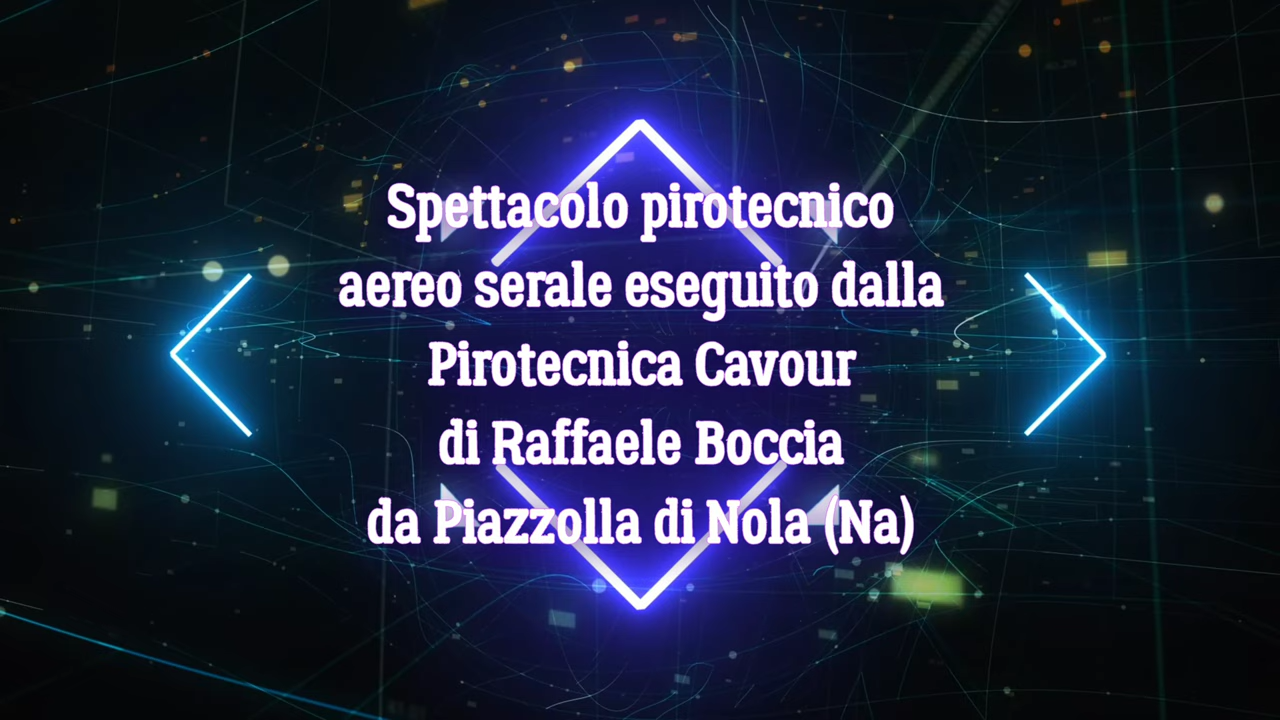 Spettacolo pirotecnico
aereo serale eseguito dalla
Pirotecnica Cavour
di Raffaele Boccia
da Piazzolla di Nola (Na)